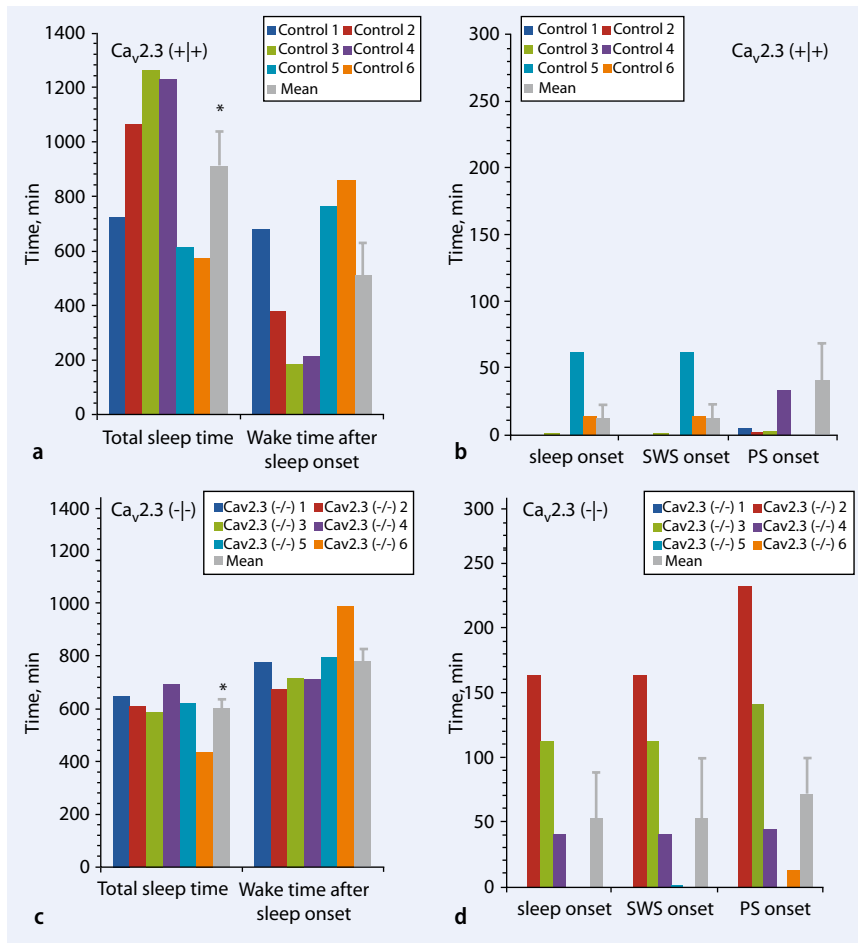 1400
1200
1000
800
600
400
200
0
Time, min
Ca_v2.3 (+|+)
Control 1 Control 2
Control 3 Control 4
Control 5 Control 6
Mean
*
Total sleep time
Wake time after
sleep onset
a
300
250
200
150
100
50
0
Time, min
Control 1 Control 2
Control 3 Control 4
Control 5 Control 6
Mean
Ca_v2.3 (+|+)
sleep onset
SWS onset
PS onset
b
1400
1200
1000
800
600
400
200
0
Time, min
Ca_v2.3 (-|-)
Cav2.3 (-/-) 1 Cav2.3 (-/-) 2
Cav2.3 (-/-) 3 Cav2.3 (-/-) 4
Cav2.3 (-/-) 5 Cav2.3 (-/-) 6
Mean
*
Total sleep time
Wake time after
sleep onset
c
300
250
200
150
100
50
0
Time, min
Ca_v2.3 (-|-)
Cav2.3 (-/-) 1 Cav2.3 (-/-) 2
Cav2.3 (-/-) 3 Cav2.3 (-/-) 4
Cav2.3 (-/-) 5 Cav2.3 (-/-) 6
Mean
sleep onset
SWS onset
PS onset
d